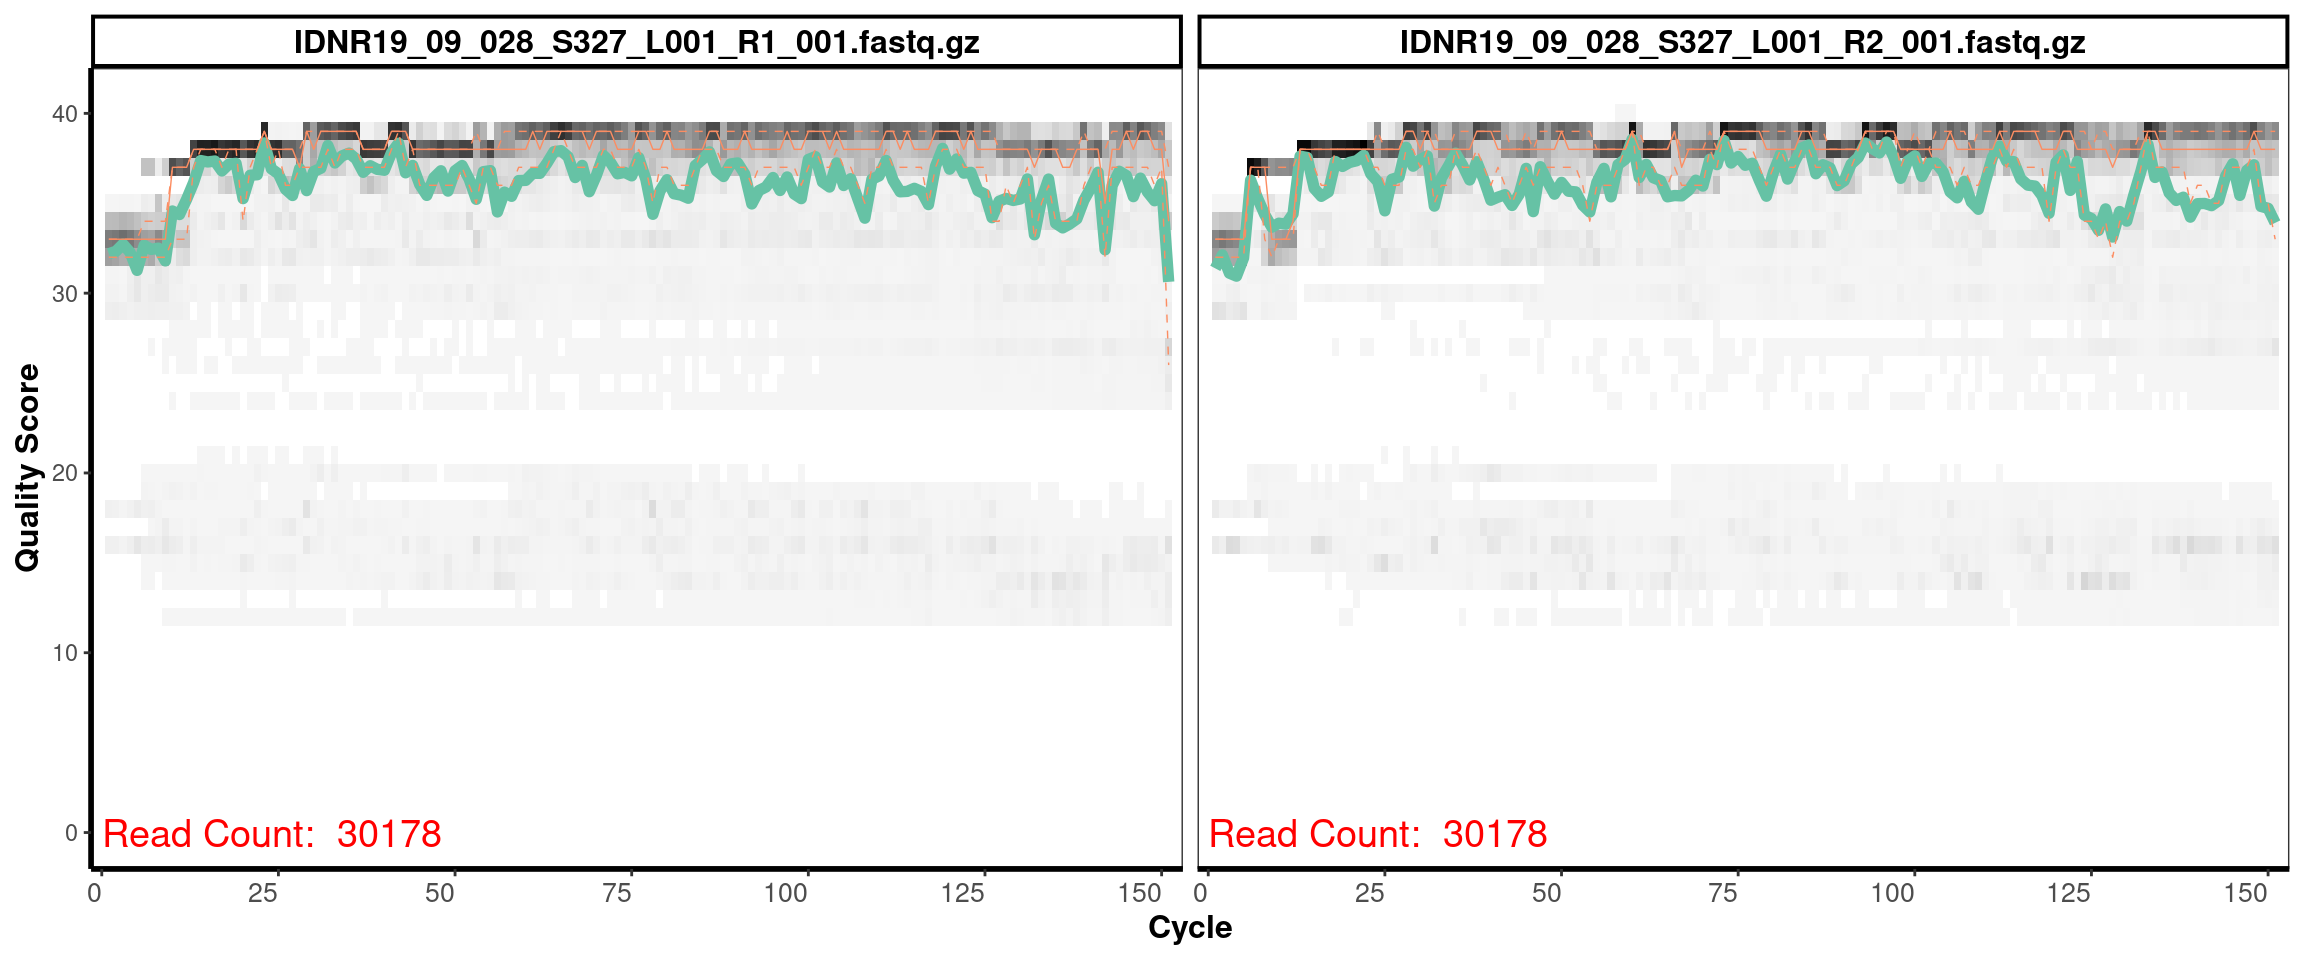 IDNR19_09_028_S327_L001_R1_001.fastq.gz
IDNR19_09_028_S327_L001_R2_001.fastq.gz
Quality Score
40
30
20
10
0
Read Count: 30178
Read Count: 30178
0 25 50 75 100 125 150
0 25 50 75 100 125 150
Cycle